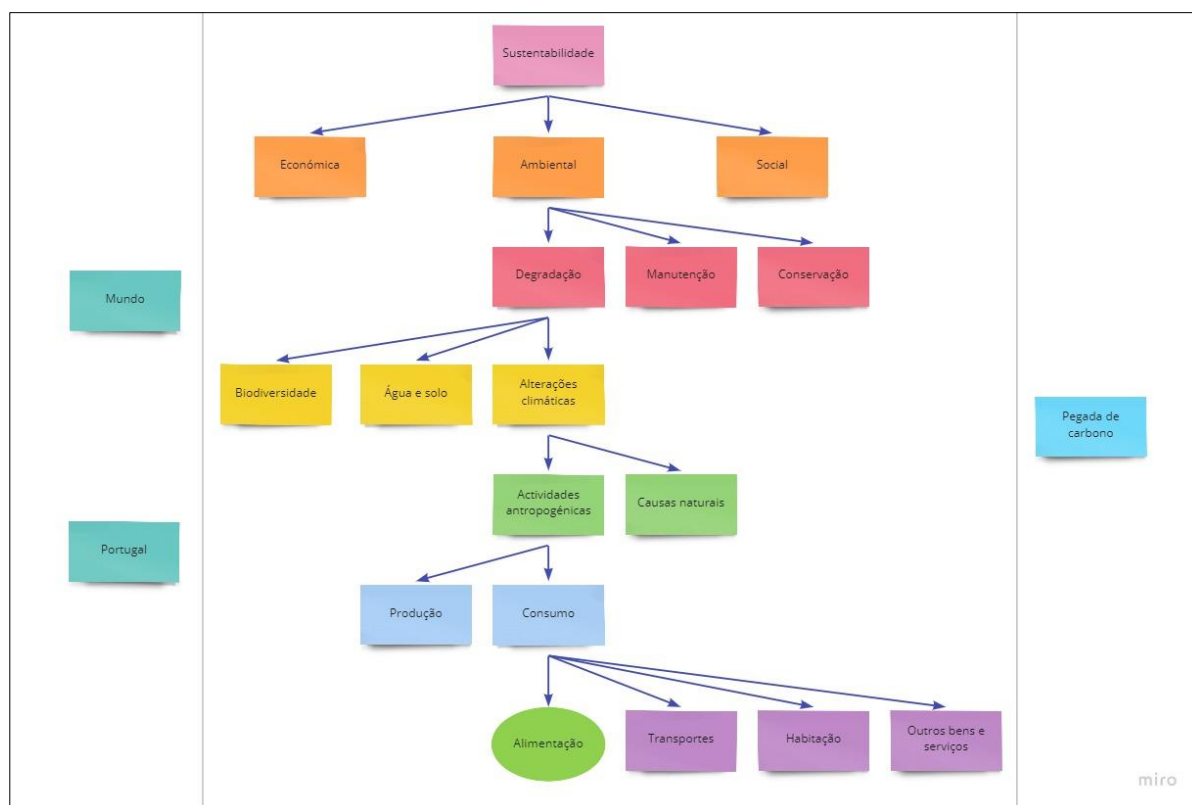 Sustentabilidade
Económica
Ambiental
Social
Degradação
Manutenção
Conservação
Mundo
Biodiversidade
Água e solo
Alterações
climáticas
Pegada de
carbono
Actividades
antropogénicas
Causas naturais
Portugal
Produção
Consumo
Alimentação
Transportes
Habitação
Outros bens e
serviços
miro